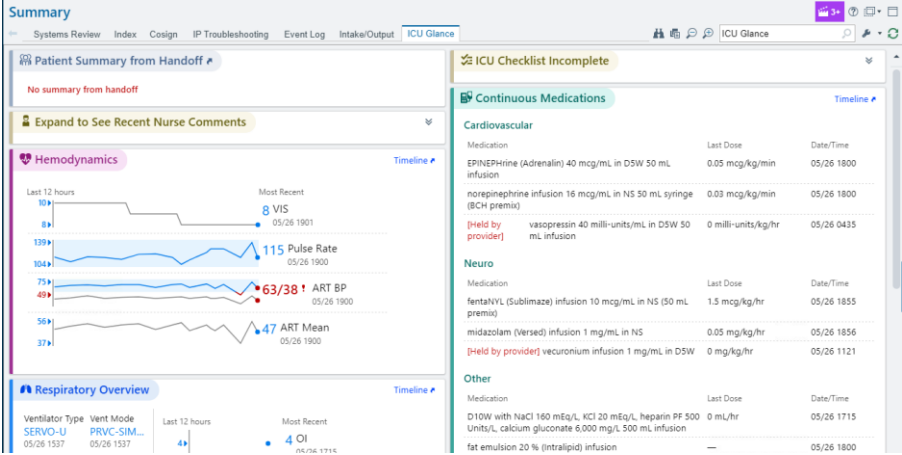 Summary
3+
Systems Review Index Cosign IP Troubleshooting Event Log Intake/Output ICU Glance
ICU Glance
Patient Summary from Handoff
No summary from handoff
Expand to See Recent Nurse Comments
Hemodynamics
Timeline
Last 12 hours
Most Recent
10
8
8 VIS
05/26 1901
139
104
115 Pulse Rate
05/26 1900
75
49
63/38 ! ART BP
05/26 1900
56
37
47 ART Mean
05/26 1900
Respiratory Overview
Timeline
Ventilator Type Vent Mode
SERVO-U PRVC-SIM...
05/26 1537 05/26 1537
Last 12 hours
Most Recent
4
4 OI
05/26 1715
ICU Checklist Incomplete
Continuous Medications
Timeline
Cardiovascular
Medication Last Dose Date/Time
EPINEPHrine (Adrenalin) 40 mcg/mL in D5W 50 mL 0.05 mcg/kg/min 05/26 1800
infusion
norepinephrine infusion 16 mcg/mL in NS 50 mL syringe 0.03 mcg/kg/min 05/26 1800
(BCH premix)
[Held by vasopressin 40 milli-units/mL in D5W 50 0 milli-units/kg/hr 05/26 0435
provider] mL infusion
Neuro
Medication Last Dose Date/Time
fentaNYL (Sublimaze) infusion 10 mcg/mL in NS (50 mL 1.5 mcg/kg/hr 05/26 1855
premix)
midazolam (Versed) infusion 1 mg/mL in NS 0.05 mg/kg/hr 05/26 1856
[Held by provider] vecuronium infusion 1 mg/mL in D5W 0 mg/kg/hr 05/26 1121
Other
Medication Last Dose Date/Time
D10W with NaCl 160 mEq/L, KCl 20 mEq/L, heparin PF 500 0 mL/hr 05/26 1715
Units/L, calcium gluconate 6,000 mg/L 500 mL infusion
fat emulsion 20 % (Intralipid) infusion — 05/26 1800